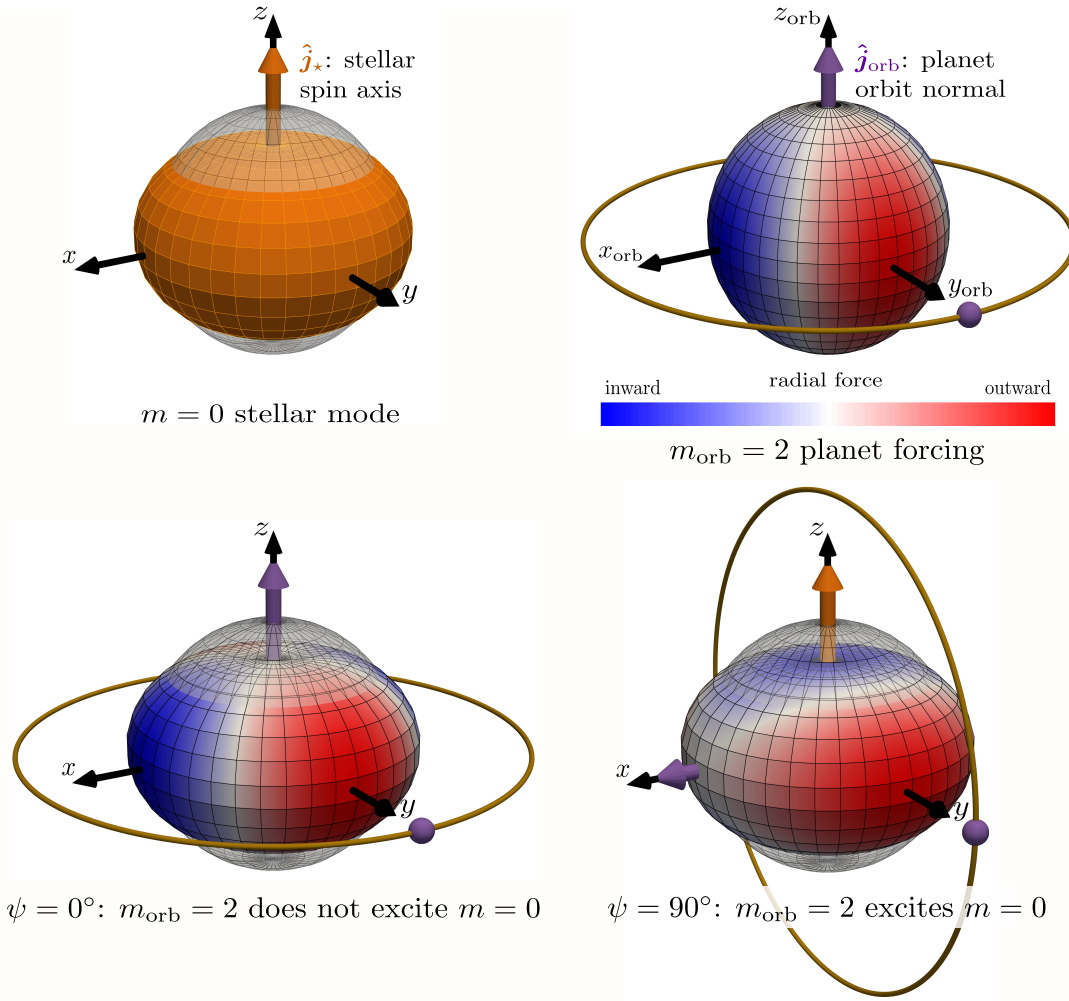 z
ĵ⋆: stellar
spin axis
x
y
m = 0 stellar mode
z_orb
ĵ_orb: planet
orbit normal
x_orb
y_orb
radial force
inward
outward
m_orb = 2 planet forcing
z
x
y
ψ = 0°: m_orb = 2 does not excite m = 0
z
x
y
ψ = 90°: m_orb = 2 excites m = 0